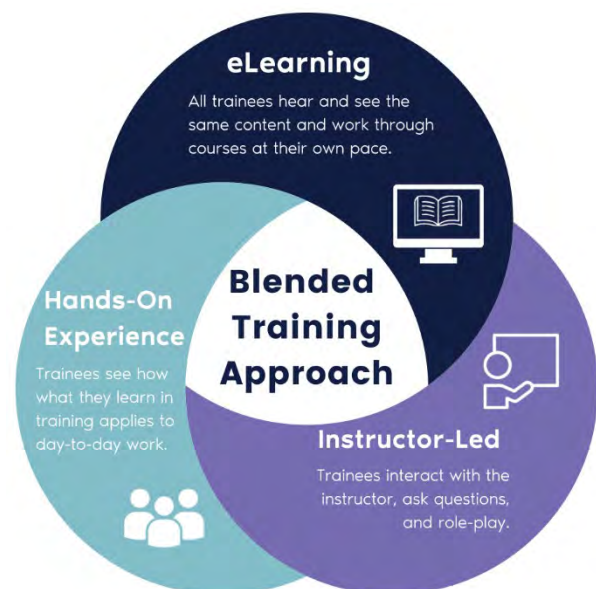 eLearning
All trainees hear and see the
same content and work through
courses at their own pace.
Blended
Training
Approach
Hands-On
Experience
Trainees see how
what they learn in
training applies to
day-to-day work.
Instructor-Led
Trainees interact with the
instructor, ask questions,
and role-play.